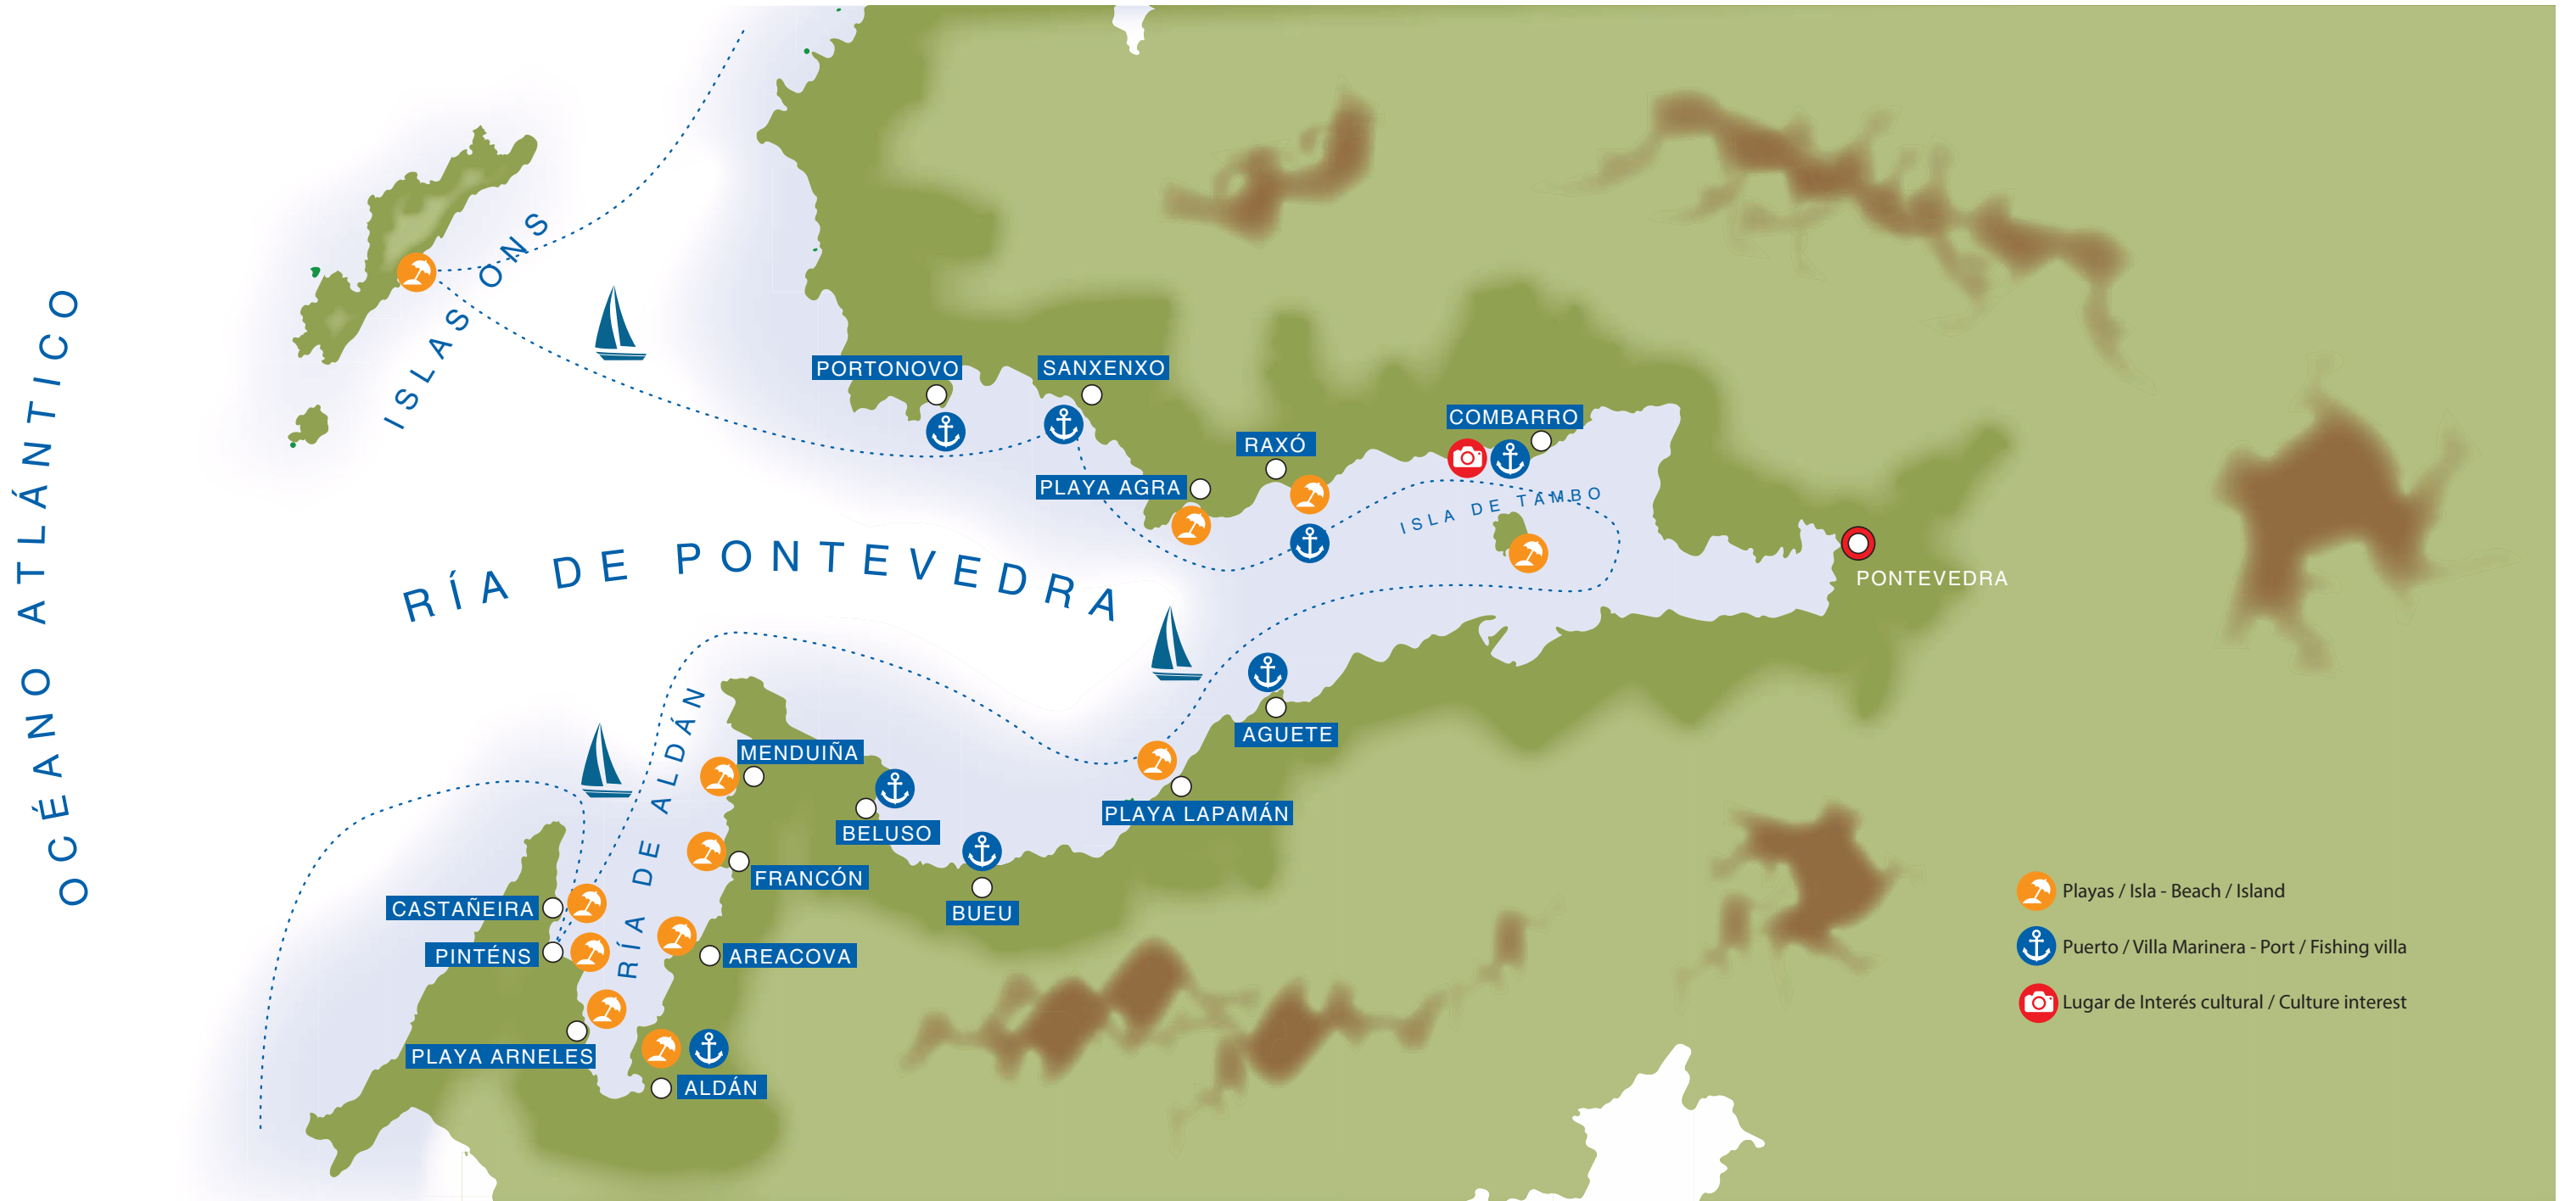 OCÉANO ATLÁNTICO
ISLAS ONS
PORTONOVO
SANXENXO
COMBARRO
RAXÓ
PLAYA AGRA
ISLA DE TAMBO
RÍA DE PONTEVEDRA
PONTEVEDRA
AGUETE
RÍA DE ALDÁN
MENDUIÑA
PLAYA LAPAMÁN
BELUSO
FRANCÓN
BUEU
CASTAÑEIRA
PINTÉNS
AREACOVA
PLAYA ARNELES
ALDÁN
Playas / Isla - Beach / Island
Puerto / Villa Marinera - Port / Fishing villa
Lugar de Interés cultural / Culture interest